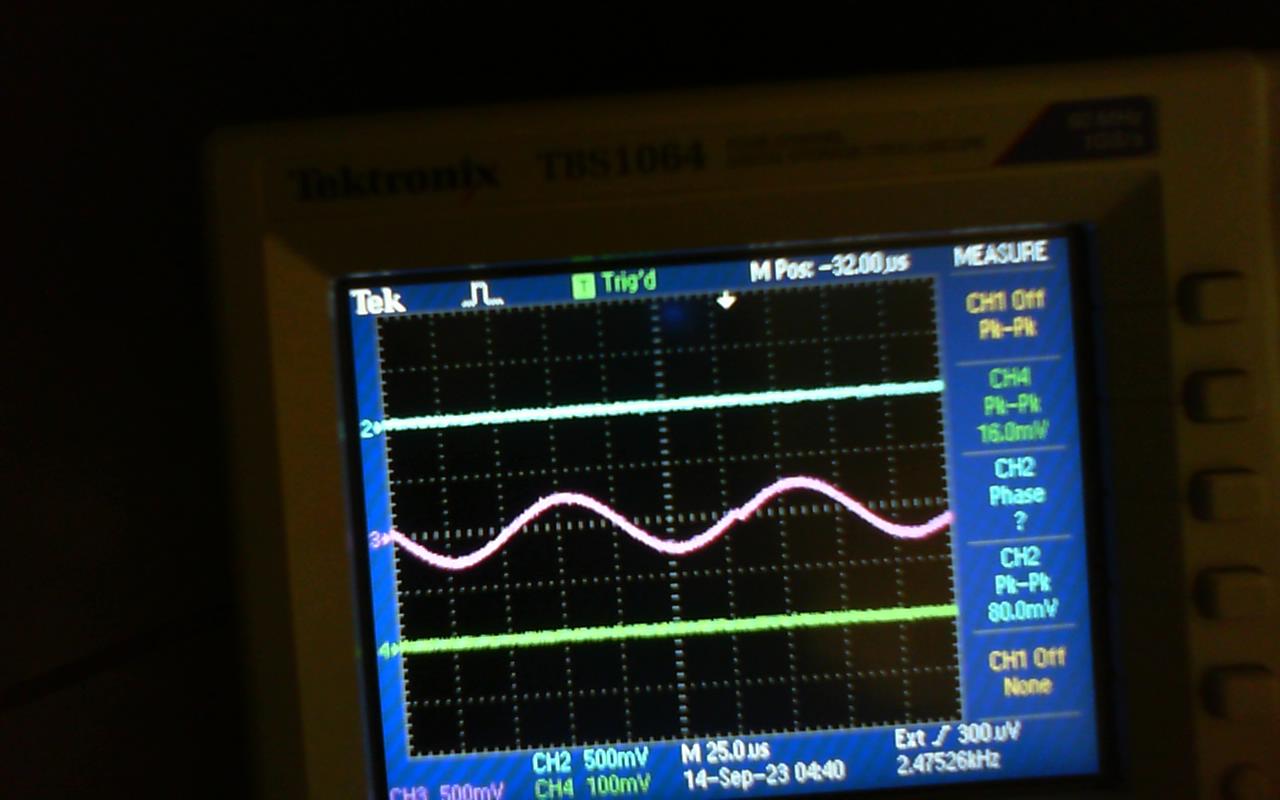 Tektronix TBS1064
Tek Trig'd M Pos: -32.00µs MEASURE
CH1 Off
Pk-Pk
CH4
Pk-Pk
16.0mV
CH2
Phase
?
CH2
Pk-Pk
80.0mV
CH1 Off
None
2
3
4
CH2 500mV M 25.0µs Ext 300µV
CH3 500mV CH4 100mV 14-Sep-23 04:40 2.47526kHz